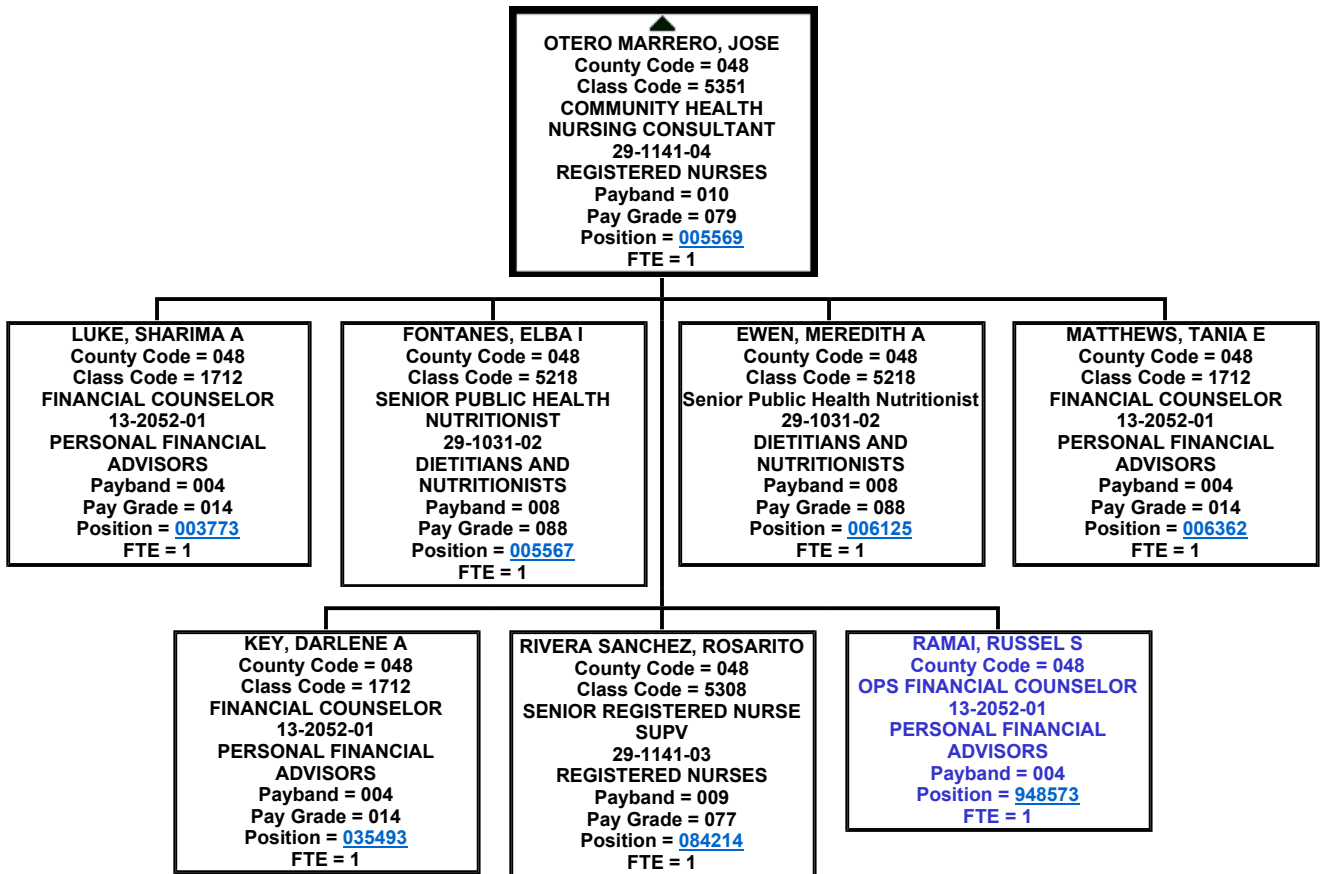 OTERO MARRERO, JOSE
County Code = 048
Class Code = 5351
COMMUNITY HEALTH
NURSING CONSULTANT
29-1141-04
REGISTERED NURSES
Payband = 010
Pay Grade = 079
Position = 005569
FTE = 1
LUKE, SHARIMA A
County Code = 048
Class Code = 1712
FINANCIAL COUNSELOR
13-2052-01
PERSONAL FINANCIAL
ADVISORS
Payband = 004
Pay Grade = 014
Position = 003773
FTE = 1
FONTANES, ELBA I
County Code = 048
Class Code = 5218
SENIOR PUBLIC HEALTH
NUTRITIONIST
29-1031-02
DIETITIANS AND
NUTRITIONISTS
Payband = 008
Pay Grade = 088
Position = 005567
FTE = 1
EWEN, MEREDITH A
County Code = 048
Class Code = 5218
Senior Public Health Nutritionist
29-1031-02
DIETITIANS AND
NUTRITIONISTS
Payband = 008
Pay Grade = 088
Position = 006125
FTE = 1
MATTHEWS, TANIA E
County Code = 048
Class Code = 1712
FINANCIAL COUNSELOR
13-2052-01
PERSONAL FINANCIAL
ADVISORS
Payband = 004
Pay Grade = 014
Position = 006362
FTE = 1
KEY, DARLENE A
County Code = 048
Class Code = 1712
FINANCIAL COUNSELOR
13-2052-01
PERSONAL FINANCIAL
ADVISORS
Payband = 004
Pay Grade = 014
Position = 035493
FTE = 1
RIVERA SANCHEZ, ROSARITO
County Code = 048
Class Code = 5308
SENIOR REGISTERED NURSE
SUPV
29-1141-03
REGISTERED NURSES
Payband = 009
Pay Grade = 077
Position = 084214
FTE = 1
RAMAI, RUSSEL S
County Code = 048
OPS FINANCIAL COUNSELOR
13-2052-01
PERSONAL FINANCIAL
ADVISORS
Payband = 004
Position = 948573
FTE = 1